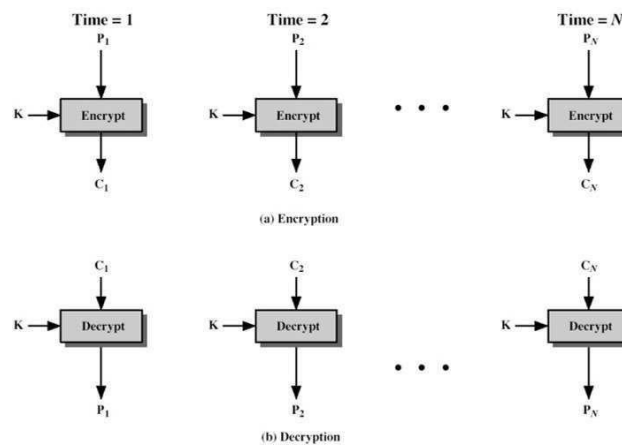 Time = 1 Time = 2 Time = N
P1 P2 PN
K Encrypt K Encrypt • • • K Encrypt
C1 C2 CN
(a) Encryption
C1 C2 CN
K Decrypt K Decrypt K Decrypt
• • •
P1 P2 PN
(b) Decryption